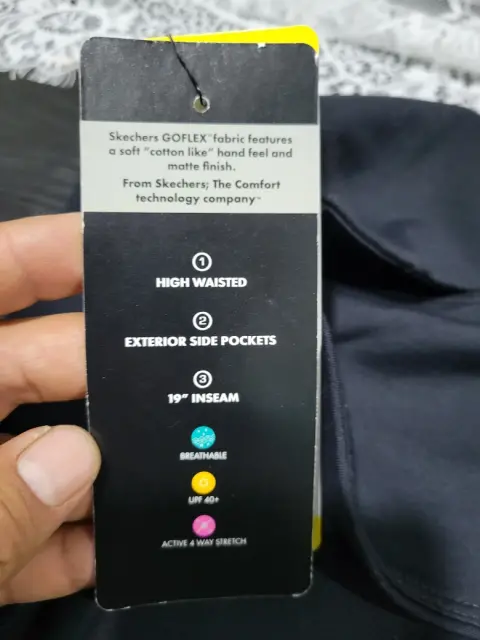 Skechers GOFLEX™ fabric features
a soft "cotton like" hand feel and
matte finish.
From Skechers; The Comfort
technology company™
1
HIGH WAISTED
2
EXTERIOR SIDE POCKETS
3
19" INSEAM
BREATHABLE
UPF 40+
ACTIVE 4 WAY STRETCH